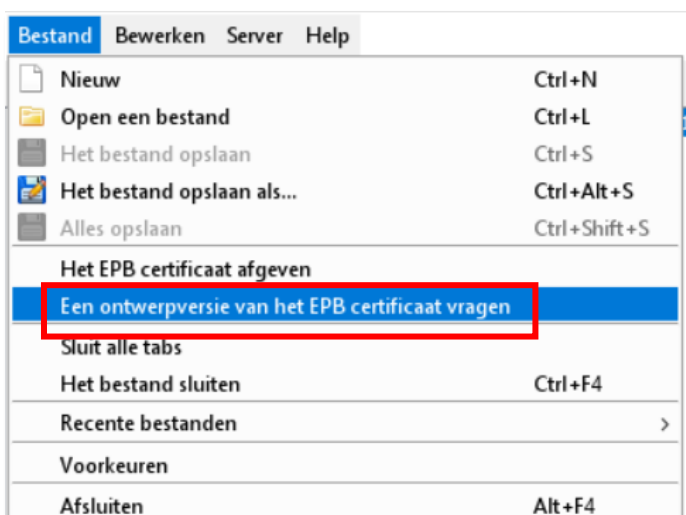 Bestand Bewerken Server Help
Nieuw Ctrl+N
Open een bestand Ctrl+L
Het bestand opslaan Ctrl+S
Het bestand opslaan als... Ctrl+Alt+S
Alles opslaan Ctrl+Shift+S
Het EPB certificaat afgeven
Een ontwerpversie van het EPB certificaat vragen
Sluit alle tabs
Het bestand sluiten Ctrl+F4
Recente bestanden >
Voorkeuren
Afsluiten Alt+F4